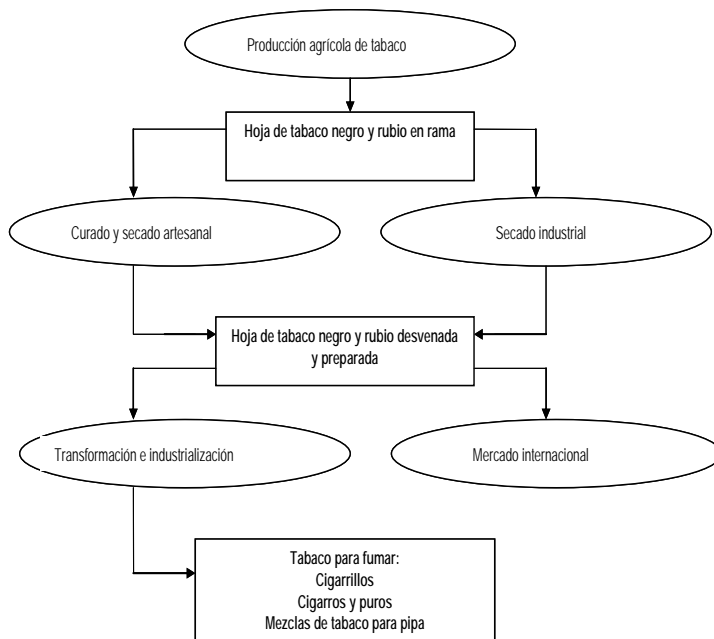 Producción agrícola de tabaco
Hoja de tabaco negro y rubio en rama
Curado y secado artesanal
Secado industrial
Hoja de tabaco negro y rubio desvenada
y preparada
Transformación e industrialización
Mercado internacional
Tabaco para fumar:
Cigarrillos
Cigarros y puros
Mezclas de tabaco para pipa